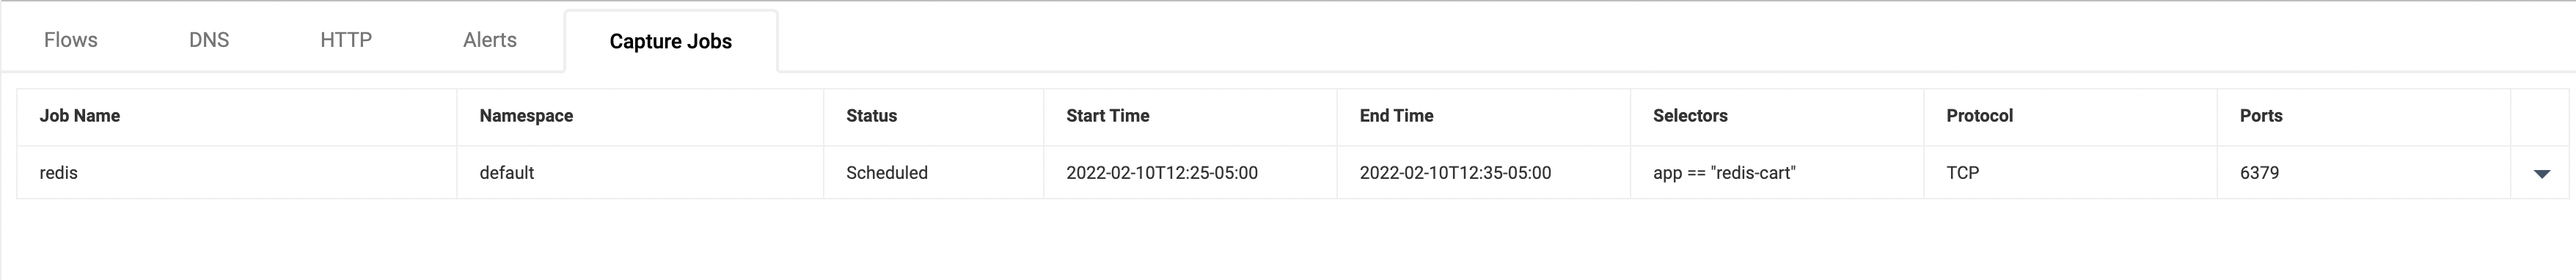 Flows DNS HTTP Alerts Capture Jobs
Job Name Namespace Status Start Time End Time Selectors Protocol Ports
redis default Scheduled 2022-02-10T12:25-05:00 2022-02-10T12:35-05:00 app == "redis-cart" TCP 6379